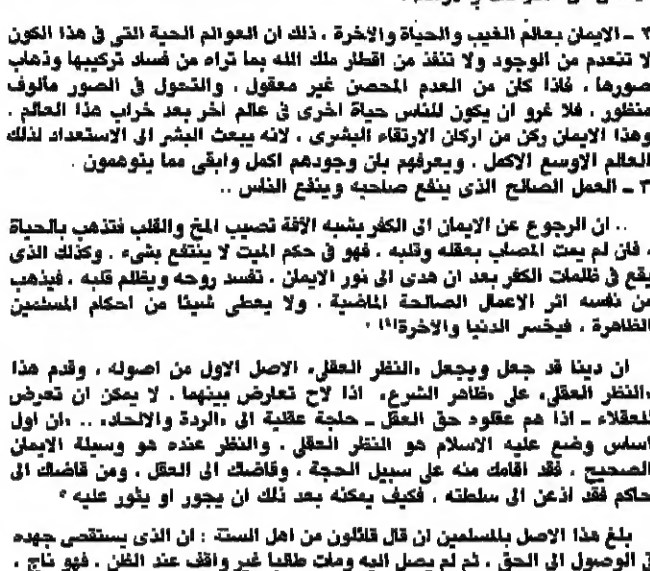 ٢ ــ الايمان بعالم الغيب والحياة والاخرة ، ذلك ان العوالم الحية التى فى هذا الكون
لا تنعدم من الوجود ولا تنفذ من اقطار ملك الله بما تراه من فساد تركيبها وذهاب
صورها ، فاذا كان من العدم المحصن غير معقول ، والتحول فى الصور مألوف
منظور ، فلا غرو ان يكون للناس حياة اخرى فى عالم اخر بعد خراب هذا العالم .
وهذا الايمان ركن من اركان الارتقاء البشرى ، لانه يبعث البشر الى الاستعداد لذلك
العالم الاوسع الاكمل ، ويعرفهم بان وجودهم اكمل وابقى مما يتوهمون .
٣ ــ العمل الصالح الذى ينفع صاحبه وينفع الناس ..
.. ان الرجوع عن الايمان الى الكفر يشبه الآفة تصيب المخ والقلب فتذهب بالحياة
، فان لم يمت المصاب بعقله وقلبه ، فهو فى حكم الميت لا ينتفع بشىء . وكذلك الذى
يقع فى ظلمات الكفر بعد ان هدى الى نور الايمان ، تفسد روحه ويظلم قلبه ، فيذهب
من نفسه اثر الاعمال الصالحة الماضية ، ولا يعطى شيئا من احكام المسلمين
الظاهرة ، فيخسر الدنيا والاخرة(٤) .
ان دينا قد جعل ويجعل «النظر العقلى» الاصل الاول من اصوله ، وقدم هذا
«النظر العقلى» على «ظاهر الشرع» اذا لاح تعارض بينهما . لا يمكن ان تعرض
للعقلاء ــ اذا هم عقلوه حق العقل ــ حاجة عقلية الى «الردة والالحاد» .. «ان اول
اساس وضع عليه الاسلام هو النظر العقلى . والنظر عنده هو وسيلة الايمان
الصحيح ، فقد اقامك منه على سبيل الحجة ، وقاضاك الى العقل ، ومن قاضاك الى
حاكم فقد اذعن الى سلطته ، فكيف يمكنه بعد ذلك ان يجور او يثور عليه ؟
بلغ هذا الاصل بالمسلمين ان قال قائلون من اهل السنة : ان الذى يستقصى جهده
فى الوصول الى الحق ، ثم لم يصل اليه ومات طالبا غير واقف عند الظن ، فهو ناج .